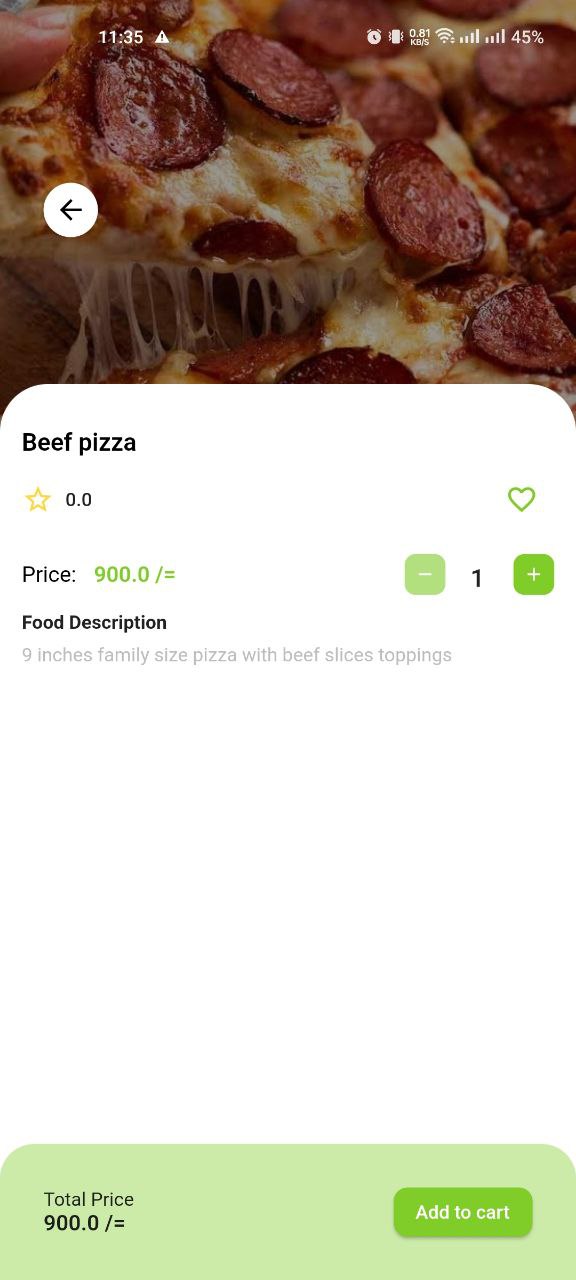 11:35 0.81 KB/S 45%
Beef pizza
0.0
Price: 900.0 /= 1
Food Description
9 inches family size pizza with beef slices toppings
Total Price
900.0 /=
Add to cart